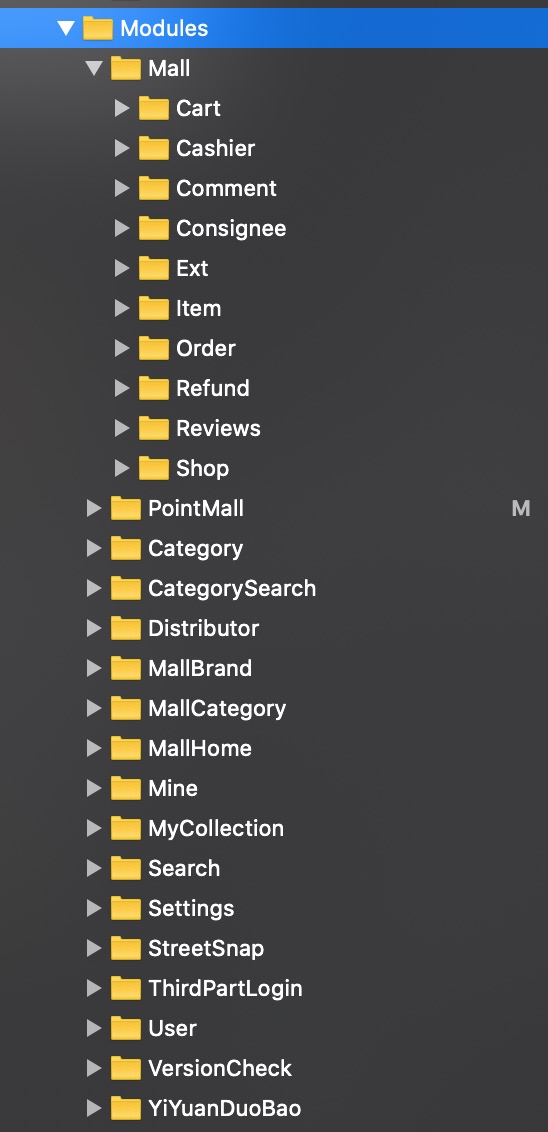 Modules
Mall
Cart
Cashier
Comment
Consignee
Ext
Item
Order
Refund
Reviews
Shop
PointMall M
Category
CategorySearch
Distributor
MallBrand
MallCategory
MallHome
Mine
MyCollection
Search
Settings
StreetSnap
ThirdPartLogin
User
VersionCheck
YiYuanDuoBao